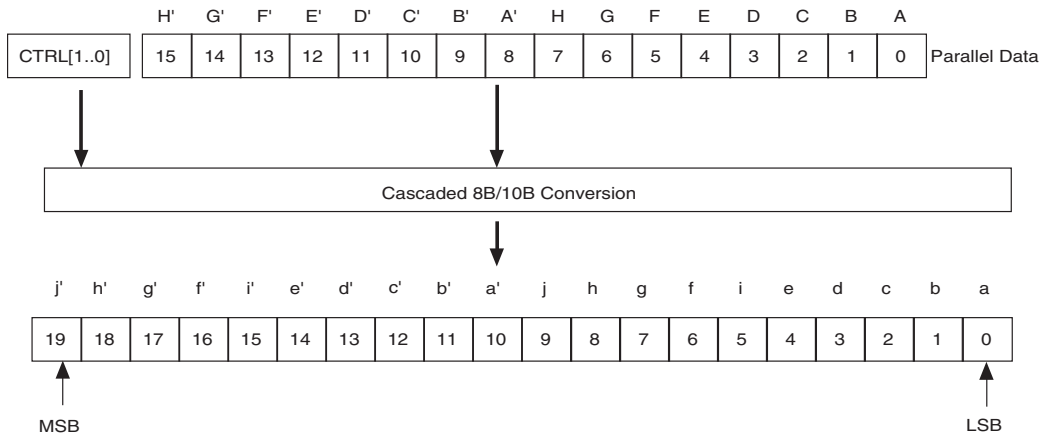 H' G' F' E' D' C' B' A' H G F E D C B A
CTRL[1..0] 15 14 13 12 11 10 9 8 7 6 5 4 3 2 1 0 Parallel Data
Cascaded 8B/10B Conversion
j' h' g' f' i' e' d' c' b' a' j h g f i e d c b a
19 18 17 16 15 14 13 12 11 10 9 8 7 6 5 4 3 2 1 0
MSB LSB